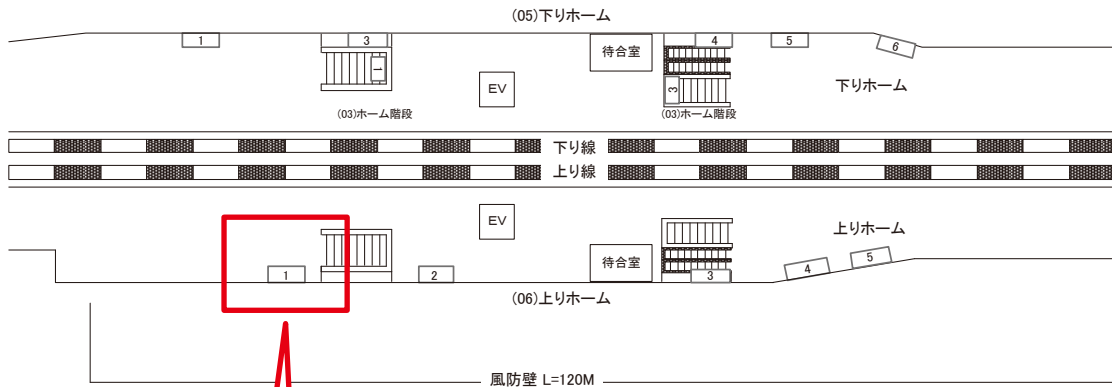 (05)下りホーム
1
3
4
5
6
待合室
1
3
EV
下りホーム
(03)ホーム階段
(03)ホーム階段
下り線
上り線
EV
上りホーム
待合室
1
2
3
4
5
(06)上りホーム
風防壁 L=120M